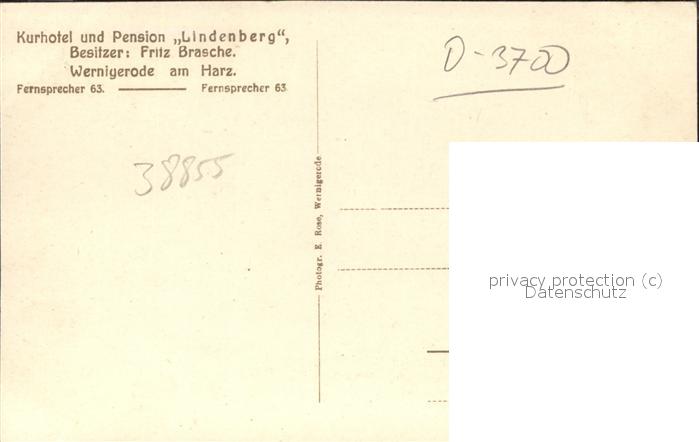 Kurhotel und Pension „Lindenberg“,
Besitzer: Fritz Brasche.
Wernigerode am Harz.
Fernsprecher 63. Fernsprecher 63
D-3700
38855
Photogr. E. Rose, Wernigerode
privacy protection (c)
Datenschutz